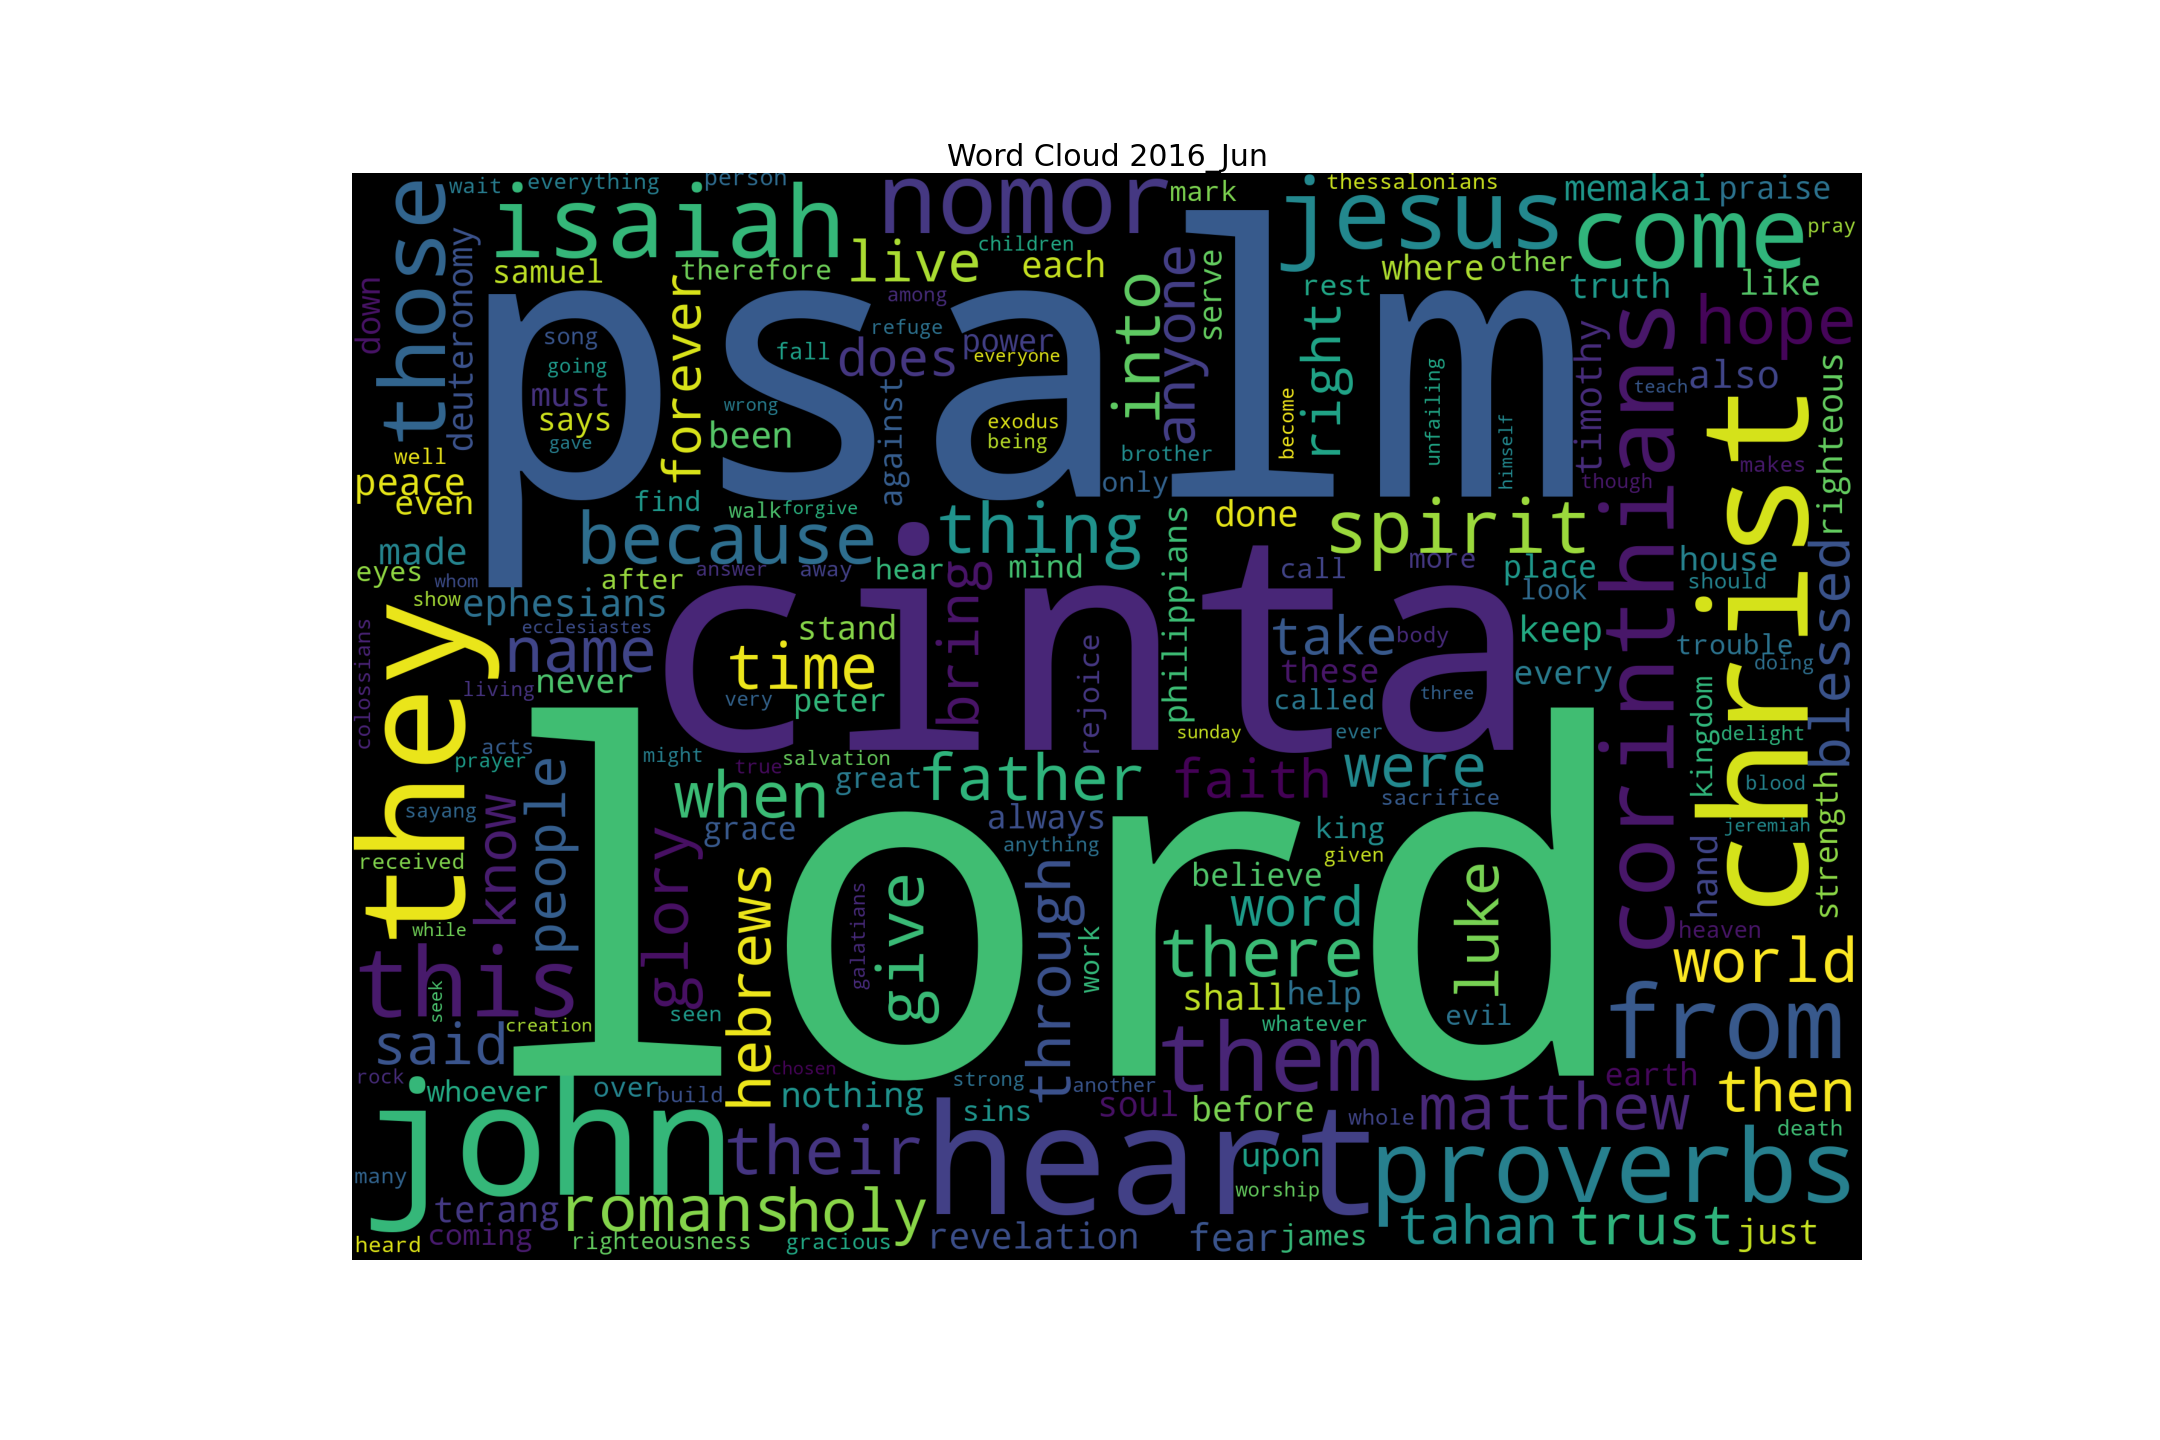 Word Cloud 2016_Jun
wait everything person nomor mark jesus thessalonians memakai praise
those isaiah come pray
deuteronomy samuel therefore live children each into anyone serve where other truth like
down forever among rest right hope
psalm
song refuge power does fall everyone timothy corinthians also righteous
going must wrong against exodus unfailing teach
says been being become himself christ
gave brother makes
well peace find only though
even walk forgive done
because thing spirit
made philippians blessed
eyes after answer away hear mind call more place house
whom bring look should
show ephesians cinta
ecclesiastes stand take body keep
colossians they name time rejoice these trouble
living never very peter called three every doing
acts might sunday ever kingdom delight
prayer true salvation father faith were
people when great sacrifice blood
sayang lord always king strength jeremiah
know grace anything given hand
received glory hebrews give through believe luke
galatians word
while there heaven
this work world
seek shall help
seen whatever evil from
said creation them
rock chosen strong another earth then
john whoever over build nothing sins soul before whole matthew
heart death
their upon proverbs
many worship
terang romans holy tahan trust just
heard coming righteousness gracious revelation fear james